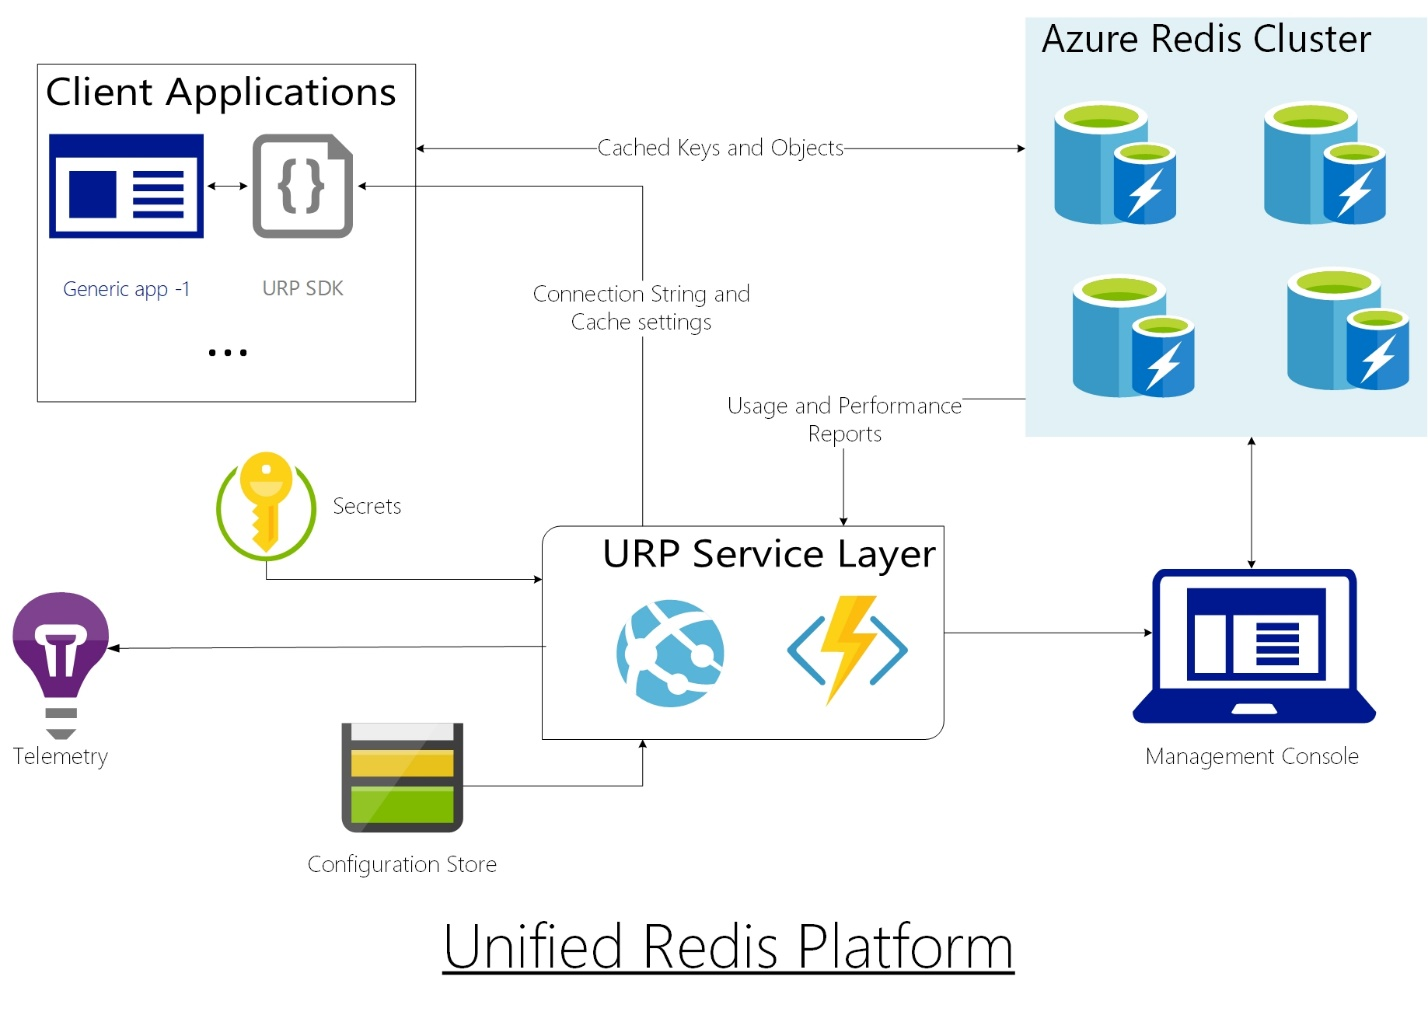 Azure Redis Cluster
Client Applications
Cached Keys and Objects
{}
Generic app -1
URP SDK
...
Connection String and
Cache settings
Usage and Performance
Reports
Secrets
URP Service Layer
Telemetry
Management Console
Configuration Store
Unified Redis Platform